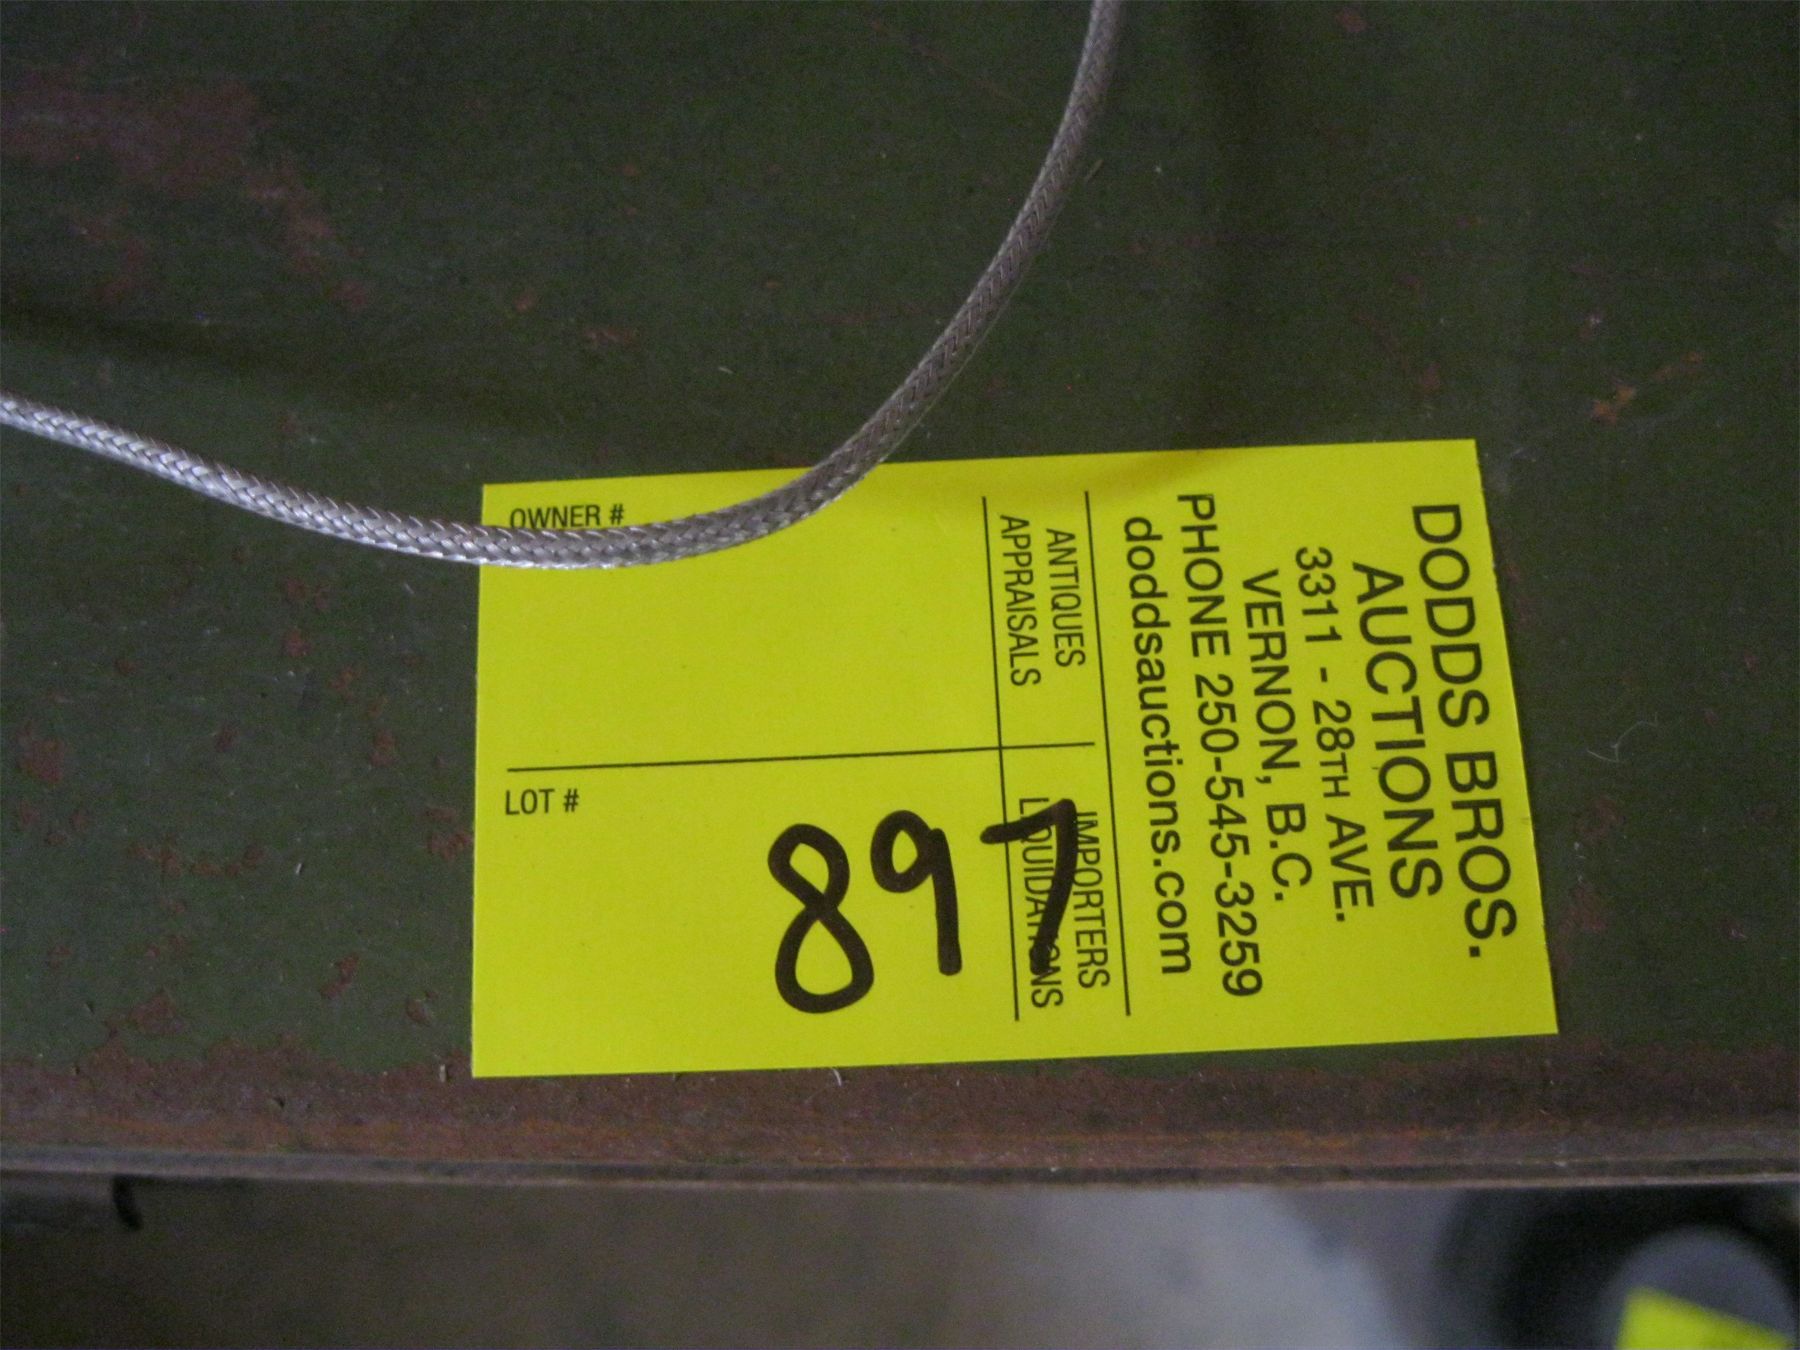 DODDS BROS.
AUCTIONS
3311 - 28TH AVE.
VERNON, B.C.
PHONE 250-545-3259
doddsauctions.com
ANTIQUES
APPRAISALS
IMPORTERS
LIQUIDATIONS
OWNER #
LOT #
897